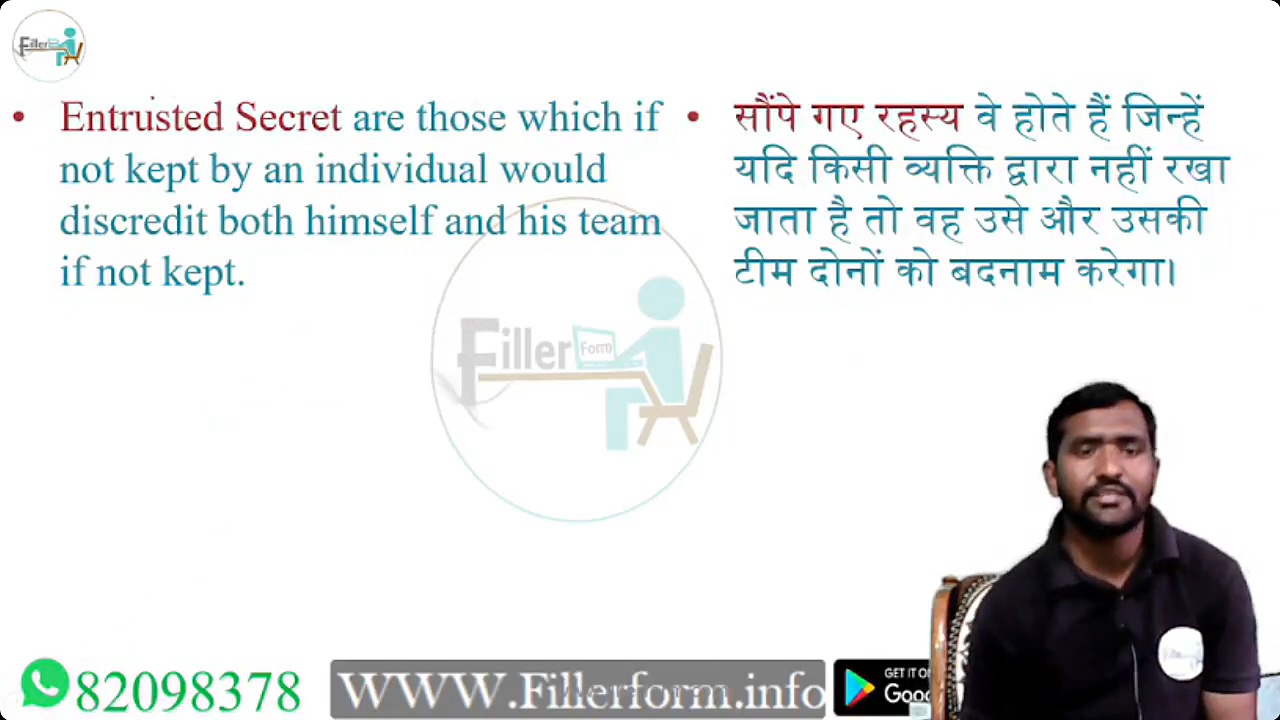 Filler
• Entrusted Secret are those which if
not kept by an individual would
discredit both himself and his team
if not kept.
• सौंपे गए रहस्य वे होते हैं जिन्हें
यदि किसी व्यक्ति द्वारा नहीं रखा
जाता है तो वह उसे और उसकी
टीम दोनों को बदनाम करेगा।
Filler Form
82098378
WWW.Fillerform.info
GET IT ON
Goo